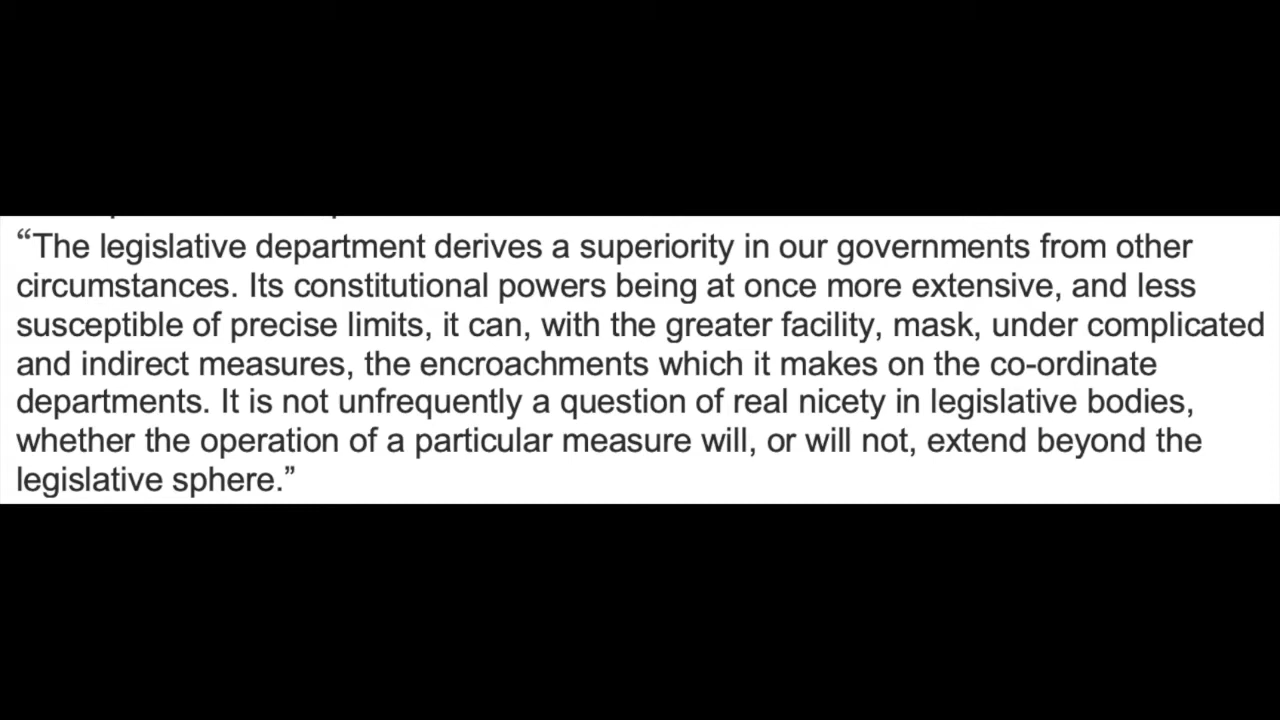 “The legislative department derives a superiority in our governments from other
circumstances. Its constitutional powers being at once more extensive, and less
susceptible of precise limits, it can, with the greater facility, mask, under complicated
and indirect measures, the encroachments which it makes on the co-ordinate
departments. It is not unfrequently a question of real nicety in legislative bodies,
whether the operation of a particular measure will, or will not, extend beyond the
legislative sphere.”